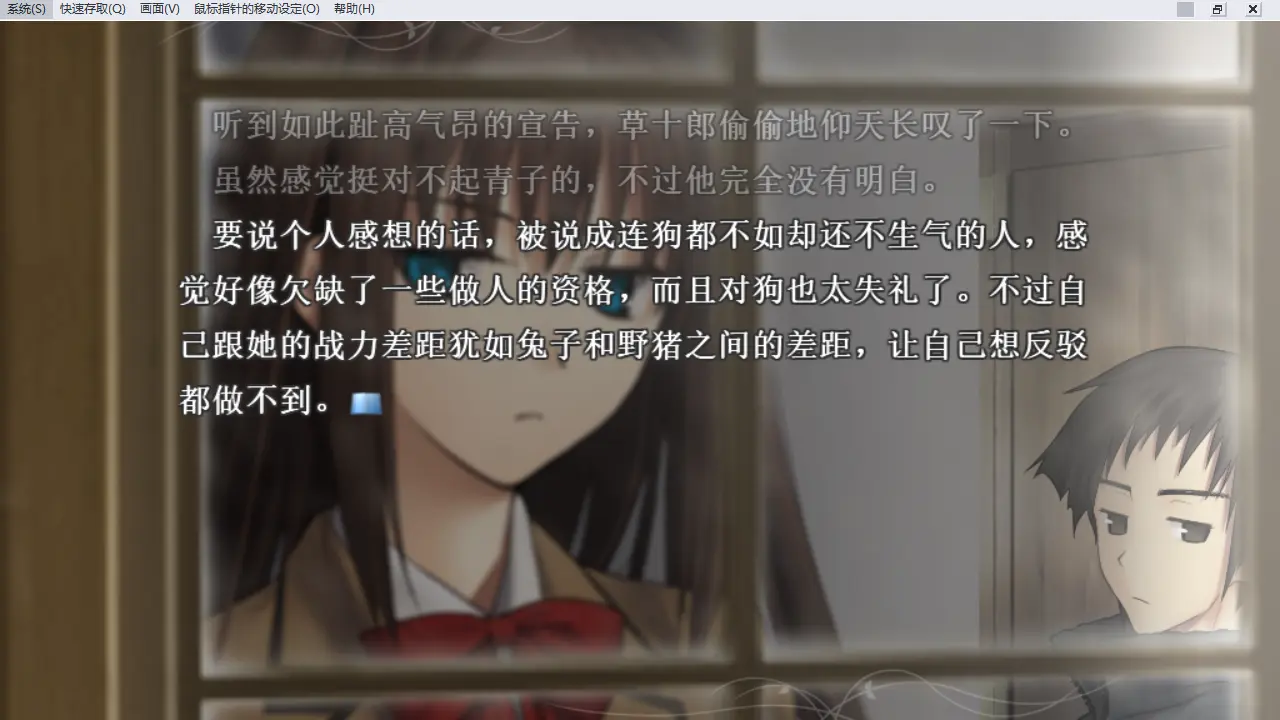 系统(S) 快速存取(Q) 画面(V) 鼠标指针的移动设定(O) 帮助(H)
听到如此趾高气昂的宣告，草十郎偷偷地仰天长叹了一下。
虽然感觉挺对不起青子的，不过他完全没有明白。
要说个人感想的话，被说成连狗都不如却还不生气的人，感
觉好像欠缺了一些做人的资格，而且对狗也太失礼了。不过自
己跟她的战力差距犹如兔子和野猪之间的差距，让自己想反驳
都做不到。